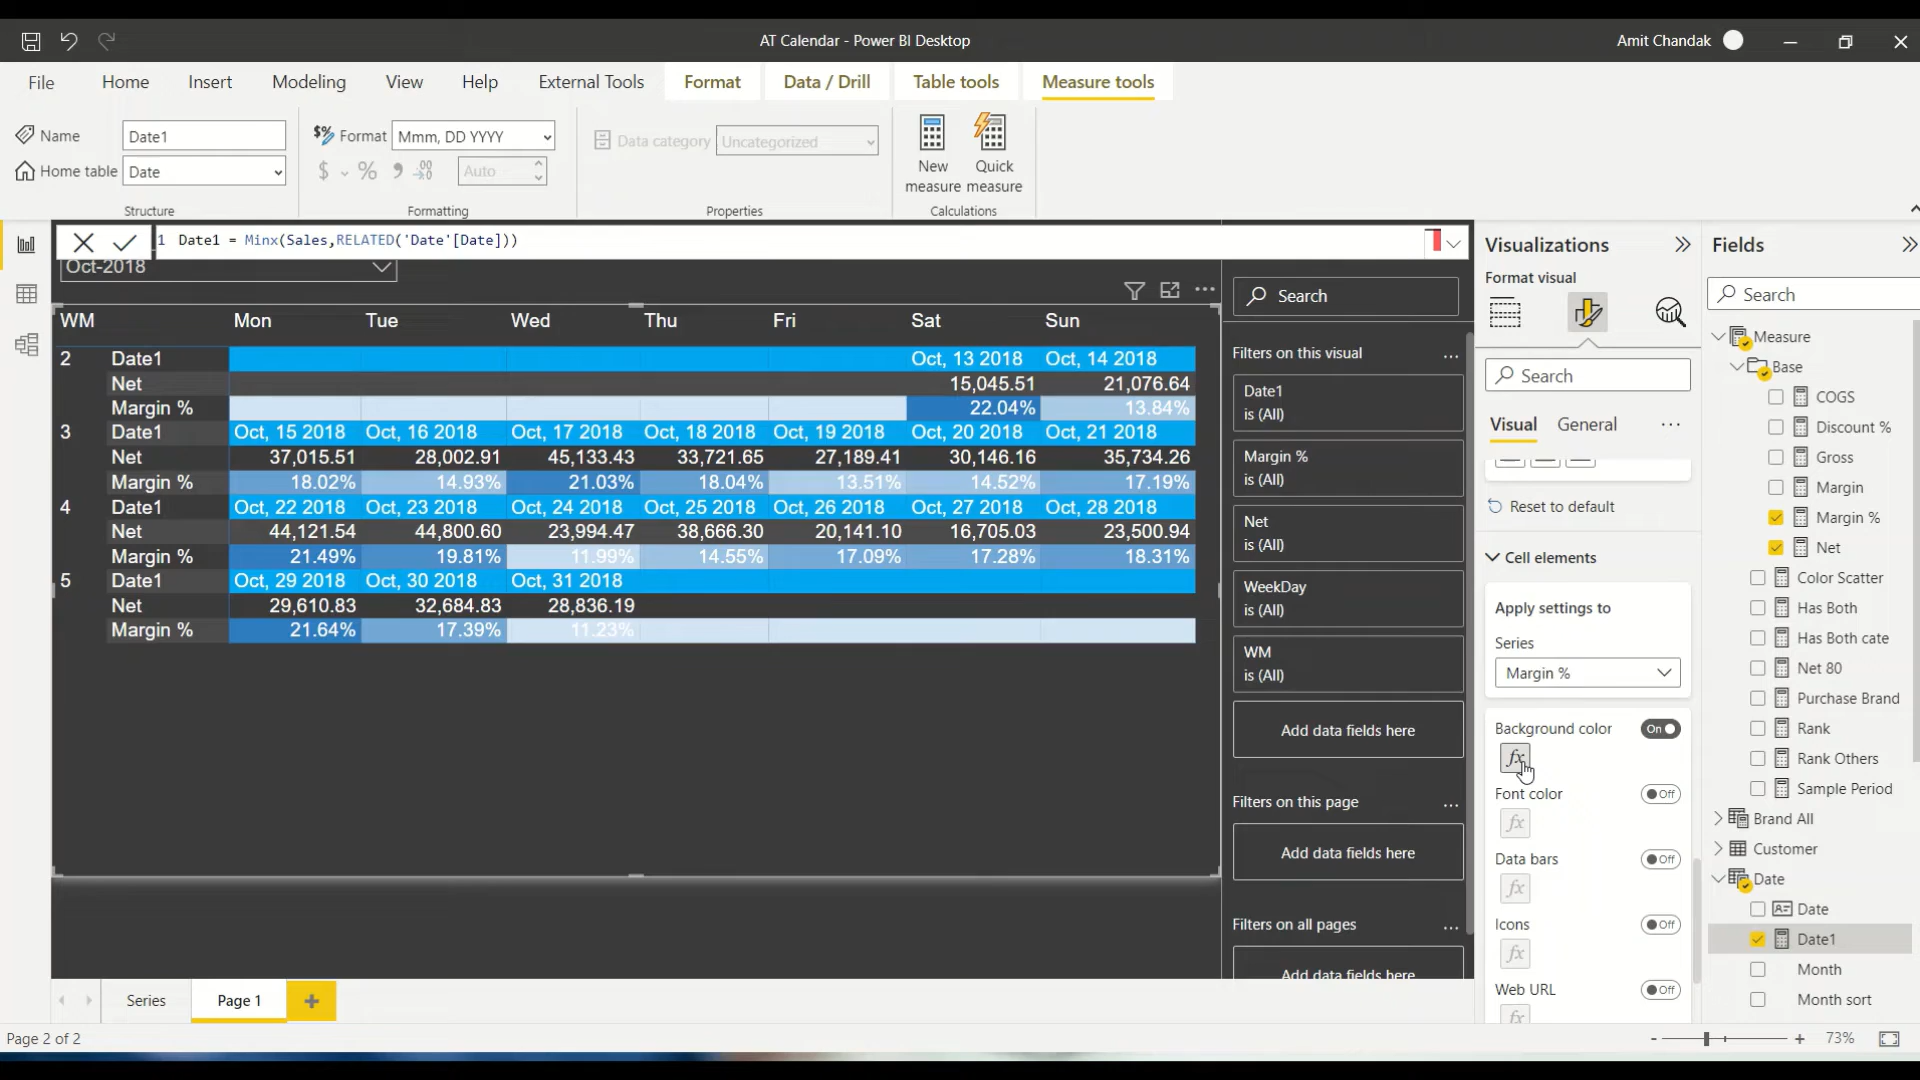 AT Calendar - Power BI Desktop
Amit Chandak
File Home Insert Modeling View Help External Tools Format Data / Drill Table tools Measure tools
Name Date1
Home table Date
Structure
Format Mmm, DD YYYY
$ % 9 .00 Auto
Formatting
Data category Uncategorized
Properties
New measure
Quick measure
Calculations
1 Date1 = Minx(Sales,RELATED('Date'[Date]))
Oct-2018
WM Mon Tue Wed Thu Fri Sat Sun
2 Date1 Oct, 13 2018 Oct, 14 2018
Net 15,045.51 21,076.64
Margin % 22.04% 13.84%
3 Date1 Oct, 15 2018 Oct, 16 2018 Oct, 17 2018 Oct, 18 2018 Oct, 19 2018 Oct, 20 2018 Oct, 21 2018
Net 37,015.51 28,002.91 45,133.43 33,721.65 27,189.41 30,146.16 35,734.26
Margin % 18.02% 14.93% 21.03% 18.04% 13.51% 14.52% 17.19%
4 Date1 Oct, 22 2018 Oct, 23 2018 Oct, 24 2018 Oct, 25 2018 Oct, 26 2018 Oct, 27 2018 Oct, 28 2018
Net 44,121.54 44,800.60 23,994.47 38,666.30 20,141.10 16,705.03 23,500.94
Margin % 21.49% 19.81% 11.99% 14.55% 17.09% 17.28% 18.31%
5 Date1 Oct, 29 2018 Oct, 30 2018 Oct, 31 2018
Net 29,610.83 32,684.83 28,836.19
Margin % 21.64% 17.39% 11.23%
Search
Filters on this visual ...
Date1
is (All)
Margin %
is (All)
Net
is (All)
WeekDay
is (All)
WM
is (All)
Add data fields here
Filters on this page ...
Add data fields here
Filters on all pages ...
Add data fields here
Visualizations
Format visual
Search
Visual General ...
Reset to default
Cell elements
Apply settings to
Series
Margin %
Background color On
fx
Font color Off
fx
Data bars Off
fx
Icons Off
fx
Web URL Off
fx
Fields
Search
Measure
Base
COGS
Discount %
Gross
Margin
Margin %
Net
Color Scatter
Has Both
Has Both cate
Net 80
Purchase Brand
Rank
Rank Others
Sample Period
Brand All
Customer
Date
Date
Date1
Month
Month sort
Series Page 1 +
Page 2 of 2
- + 73%